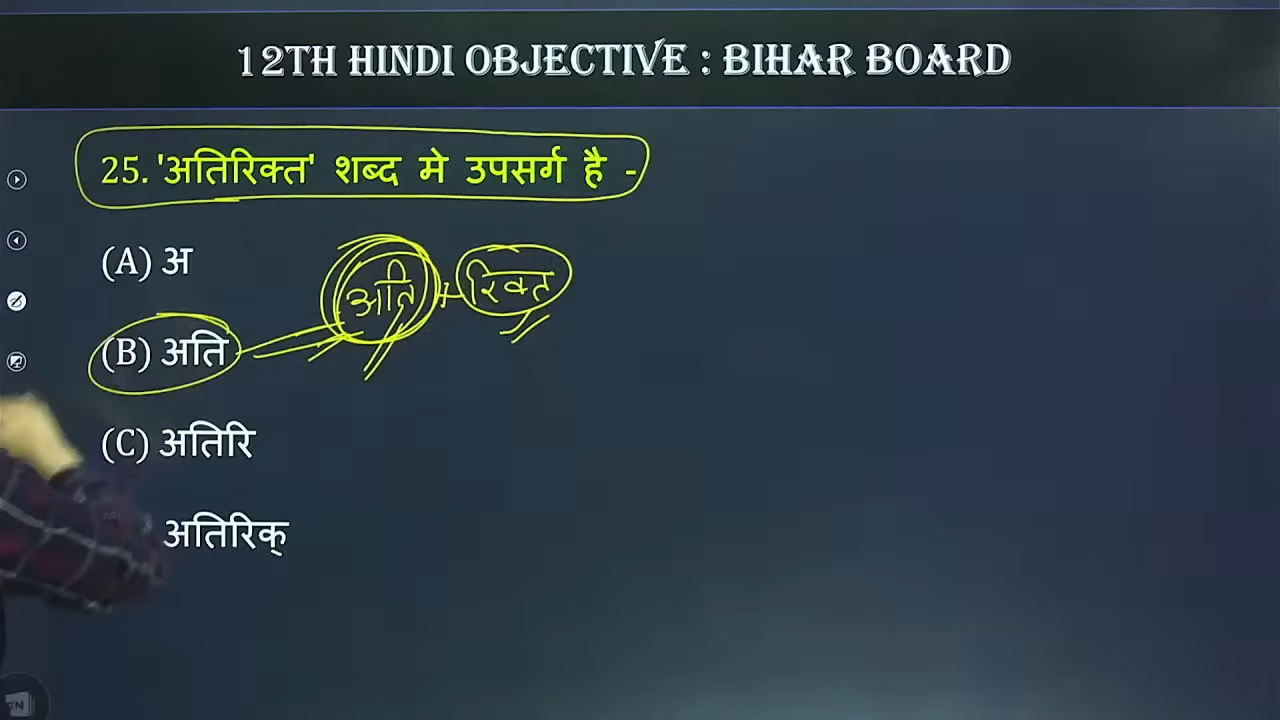 12TH HINDI OBJECTIVE : BIHAR BOARD
25. 'अतिरिक्त' शब्द मे उपसर्ग है -
(A) अ
अति + रिक्त
(B) अति
(C) अतिरि
अतिरिक्